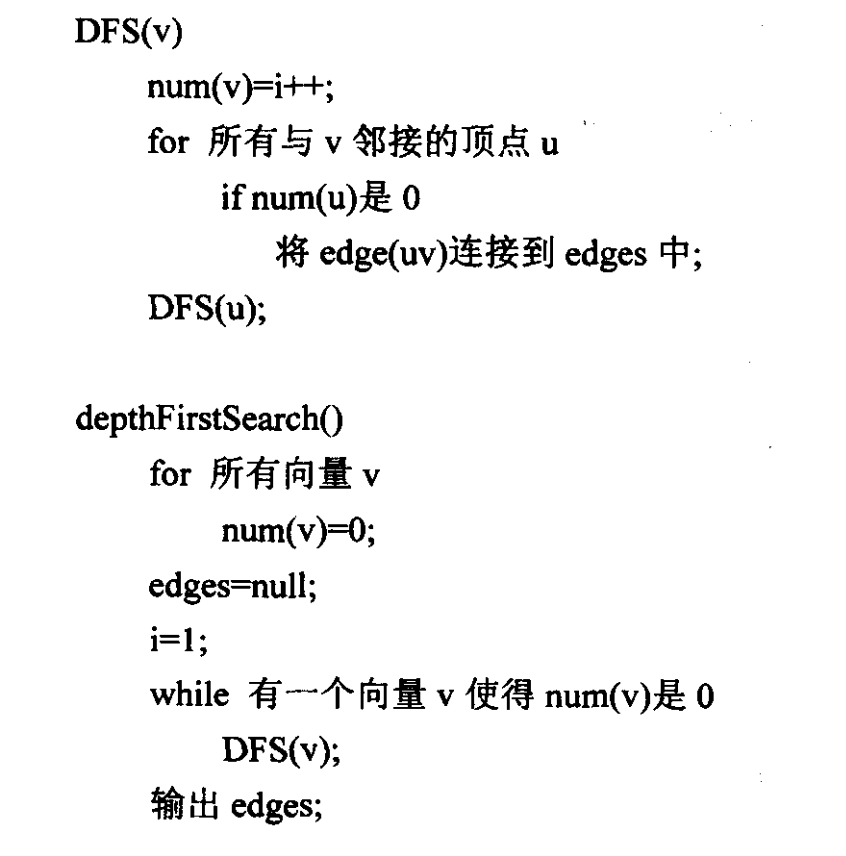 DFS(v)
num(v)=i++;
for 所有与 v 邻接的顶点 u
if num(u)是 0
将 edge(uv)连接到 edges 中;
DFS(u);
depthFirstSearch()
for 所有向量 v
num(v)=0;
edges=null;
i=1;
while 有一个向量 v 使得 num(v)是 0
DFS(v);
输出 edges;